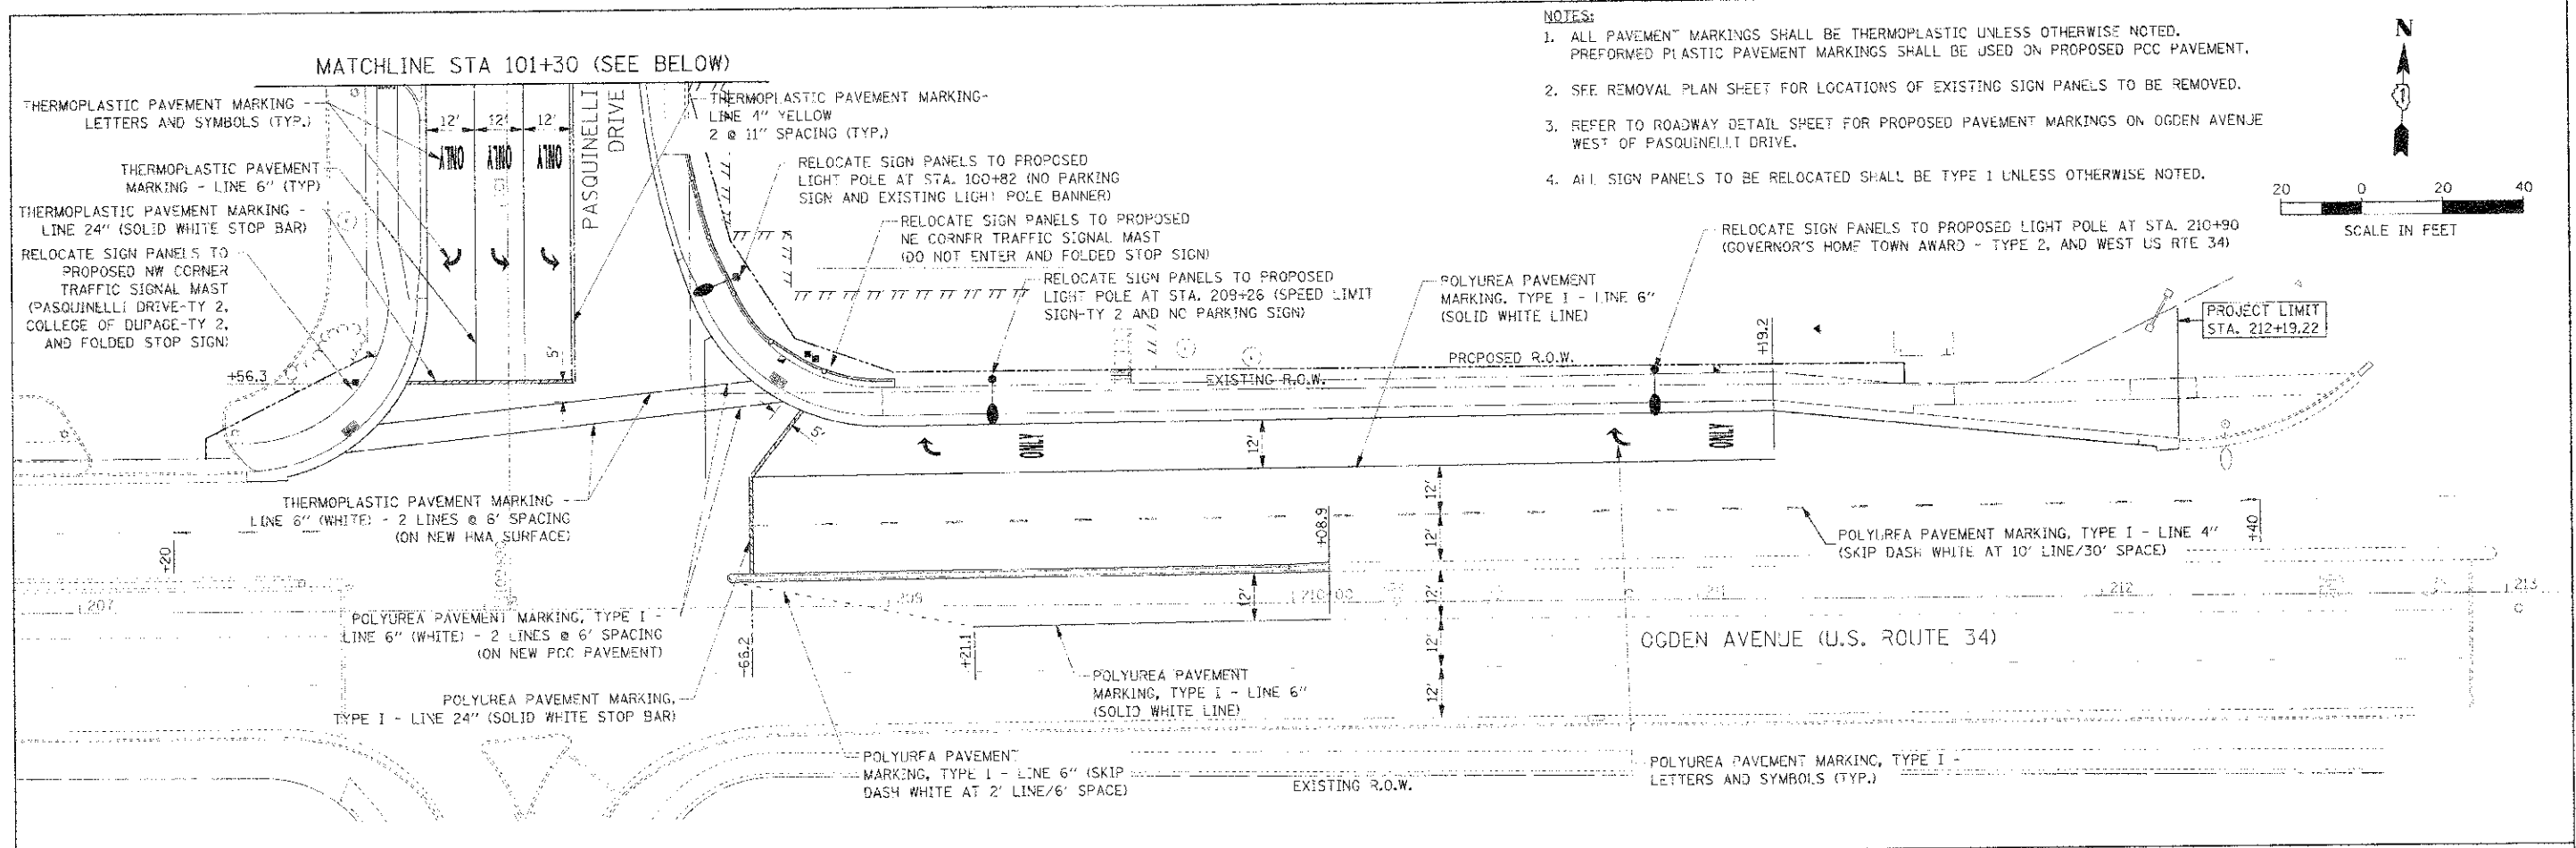 NOTES:
1. ALL PAVEMENT MARKINGS SHALL BE THERMOPLASTIC UNLESS OTHERWISE NOTED.
PREFORMED PLASTIC PAVEMENT MARKINGS SHALL BE USED ON PROPOSED PCC PAVEMENT.
2. SEE REMOVAL PLAN SHEET FOR LOCATIONS OF EXISTING SIGN PANELS TO BE REMOVED.
3. REFER TO ROADWAY DETAIL SHEET FOR PROPOSED PAVEMENT MARKINGS ON OGDEN AVENUE
WEST OF PASQUINELLI DRIVE.
4. ALL SIGN PANELS TO BE RELOCATED SHALL BE TYPE 1 UNLESS OTHERWISE NOTED.
N
20 0 20 40
SCALE IN FEET
MATCHLINE STA 101+30 (SEE BELOW)
THERMOPLASTIC PAVEMENT MARKING -
LETTERS AND SYMBOLS (TYP.)
THERMOPLASTIC PAVEMENT
MARKING - LINE 6" (TYP)
THERMOPLASTIC PAVEMENT MARKING -
LINE 24" (SOLID WHITE STOP BAR)
RELOCATE SIGN PANELS TO
PROPOSED NW CORNER
TRAFFIC SIGNAL MAST
(PASQUINELLI DRIVE-TY 2,
COLLEGE OF DUPAGE-TY 2,
AND FOLDED STOP SIGN)
12' 12' 12'
ONLY ONLY ONLY
PASQUINELLI
DRIVE
THERMOPLASTIC PAVEMENT MARKING-
LINE 4" YELLOW
2 @ 11" SPACING (TYP.)
RELOCATE SIGN PANELS TO PROPOSED
LIGHT POLE AT STA. 100+82 (NO PARKING
SIGN AND EXISTING LIGHT POLE BANNER)
RELOCATE SIGN PANELS TO PROPOSED
NE CORNER TRAFFIC SIGNAL MAST
(DO NOT ENTER AND FOLDED STOP SIGN)
RELOCATE SIGN PANELS TO PROPOSED
LIGHT POLE AT STA. 209+26 (SPEED LIMIT
SIGN-TY 2 AND NO PARKING SIGN)
POLYUREA PAVEMENT
MARKING, TYPE I - LINE 6"
(SOLID WHITE LINE)
RELOCATE SIGN PANELS TO PROPOSED LIGHT POLE AT STA. 210+90
(GOVERNOR'S HOME TOWN AWARD - TYPE 2, AND WEST US RTE 34)
PROJECT LIMIT
STA. 212+19.22
+19.2
PROPOSED R.O.W.
EXISTING R.O.W.
+56.3
5'
5'
ONLY
12'
ONLY
THERMOPLASTIC PAVEMENT MARKING -
LINE 6" (WHITE) - 2 LINES @ 6' SPACING
(ON NEW HMA SURFACE)
+20
+08.9
12'
12'
12'
12'
12'
12'
POLYUREA PAVEMENT MARKING, TYPE I - LINE 4"
(SKIP DASH WHITE AT 10' LINE/30' SPACE)
+40
207 209 210+00 211 212 213
POLYUREA PAVEMENT MARKING, TYPE I -
LINE 6" (WHITE) - 2 LINES @ 6' SPACING
(ON NEW PCC PAVEMENT)
+66.2
+21.1
OGDEN AVENUE (U.S. ROUTE 34)
POLYUREA PAVEMENT MARKING,
TYPE I - LINE 24" (SOLID WHITE STOP BAR)
POLYUREA PAVEMENT
MARKING, TYPE I - LINE 6"
(SOLID WHITE LINE)
POLYUREA PAVEMENT
MARKING, TYPE I - LINE 6" (SKIP
DASH WHITE AT 2' LINE/6' SPACE)
EXISTING R.O.W.
POLYUREA PAVEMENT MARKING, TYPE I -
LETTERS AND SYMBOLS (TYP.)